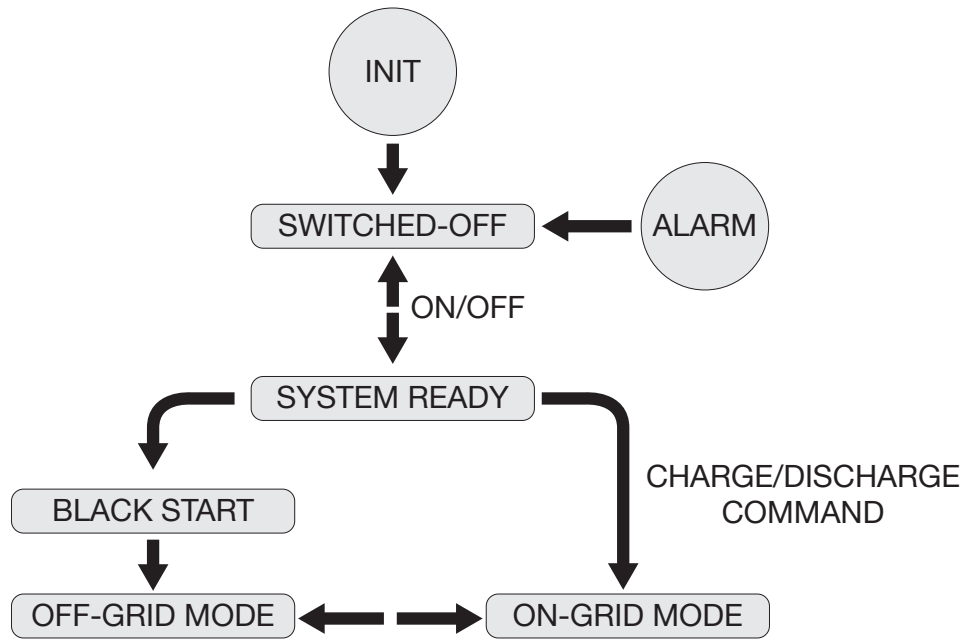 INIT
SWITCHED-OFF
ALARM
ON/OFF
SYSTEM READY
CHARGE/DISCHARGE
COMMAND
BLACK START
OFF-GRID MODE
ON-GRID MODE